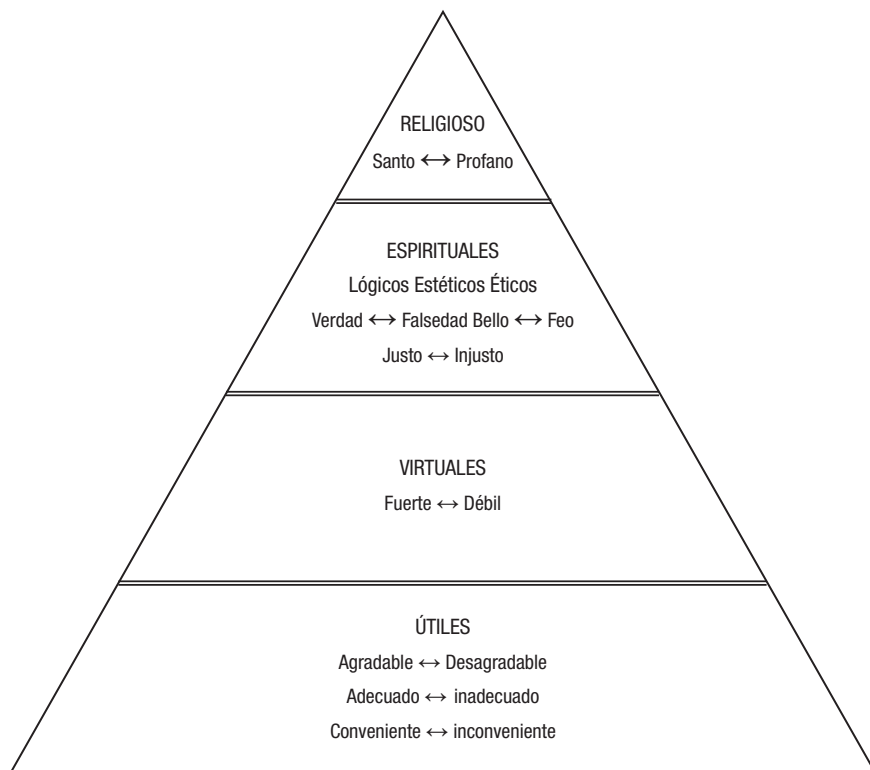 RELIGIOSO
Santo ↔ Profano
ESPIRITUALES
Lógicos Estéticos Éticos
Verdad ↔ Falsedad Bello ↔ Feo
Justo ↔ Injusto
VIRTUALES
Fuerte ↔ Débil
ÚTILES
Agradable ↔ Desagradable
Adecuado ↔ inadecuado
Conveniente ↔ inconveniente